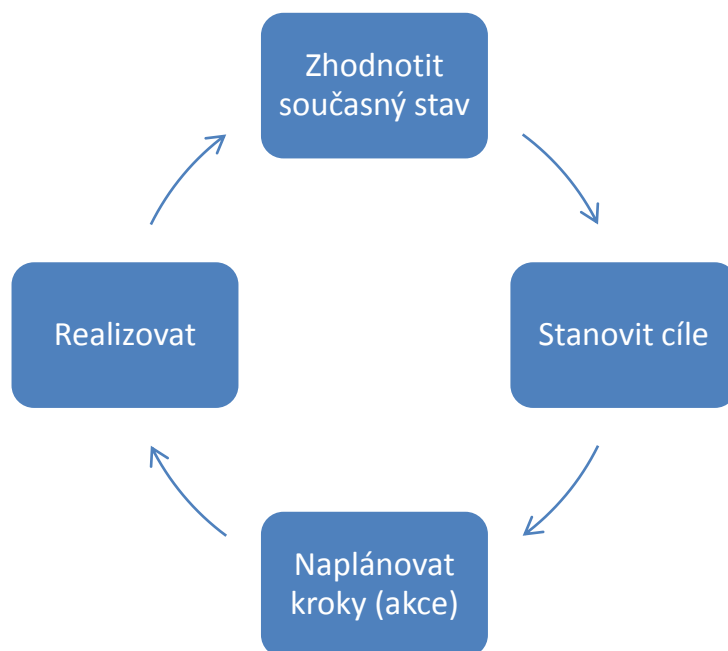 Zhodnotit
současný stav
Stanovit cíle
Naplánovat
kroky (akce)
Realizovat